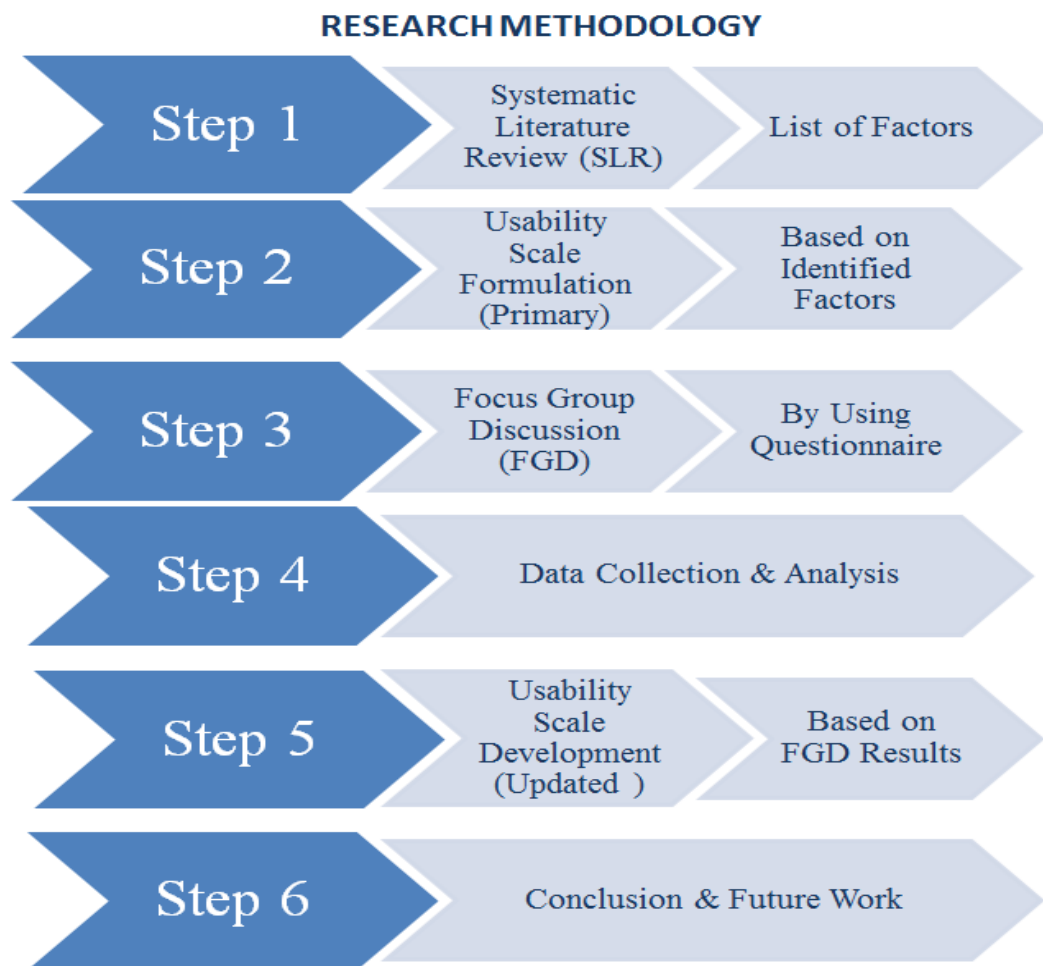 RESEARCH METHODOLOGY
Step 1
Systematic
Literature
Review (SLR)
List of Factors
Step 2
Usability
Scale
Formulation
(Primary)
Based on
Identified
Factors
Step 3
Focus Group
Discussion
(FGD)
By Using
Questionnaire
Step 4
Data Collection & Analysis
Step 5
Usability
Scale
Development
(Updated )
Based on
FGD Results
Step 6
Conclusion & Future Work